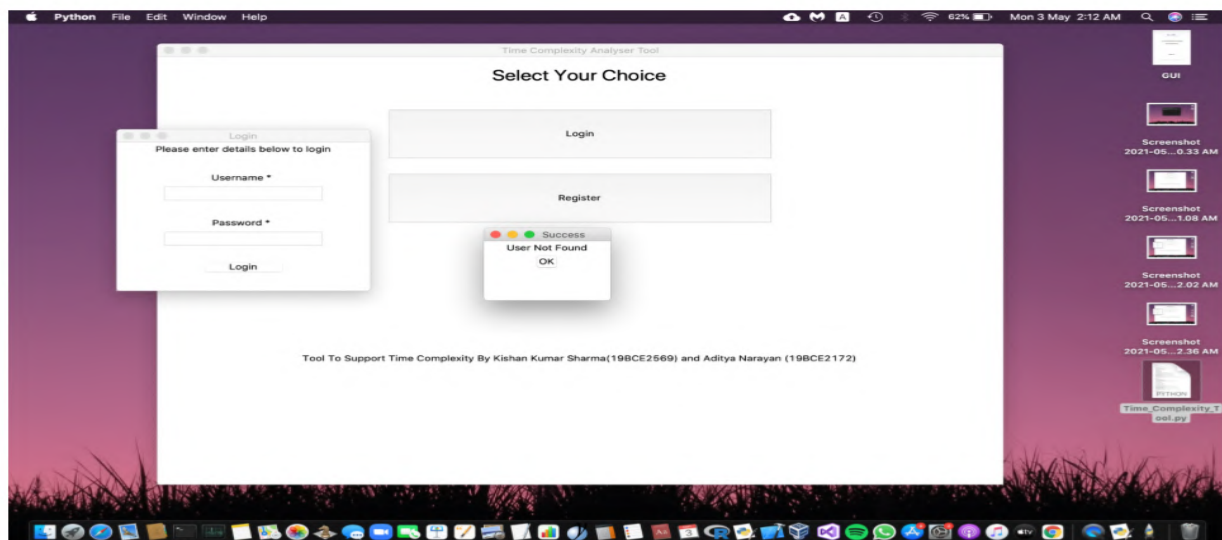 Python File Edit Window Help
A 62% Mon 3 May 2:12 AM
Time Complexity Analyser Tool
Select Your Choice
Login
Register
Login
Please enter details below to login
Username *
Password *
Login
Success
User Not Found
OK
Tool To Support Time Complexity By Kishan Kumar Sharma(19BCE2569) and Aditya Narayan (19BCE2172)
GUI
Screenshot
2021-05...0.33 AM
Screenshot
2021-05...1.08 AM
Screenshot
2021-05...2.02 AM
Screenshot
2021-05...2.36 AM
PYTHON
Time_Complexity_T
ool.py
tv